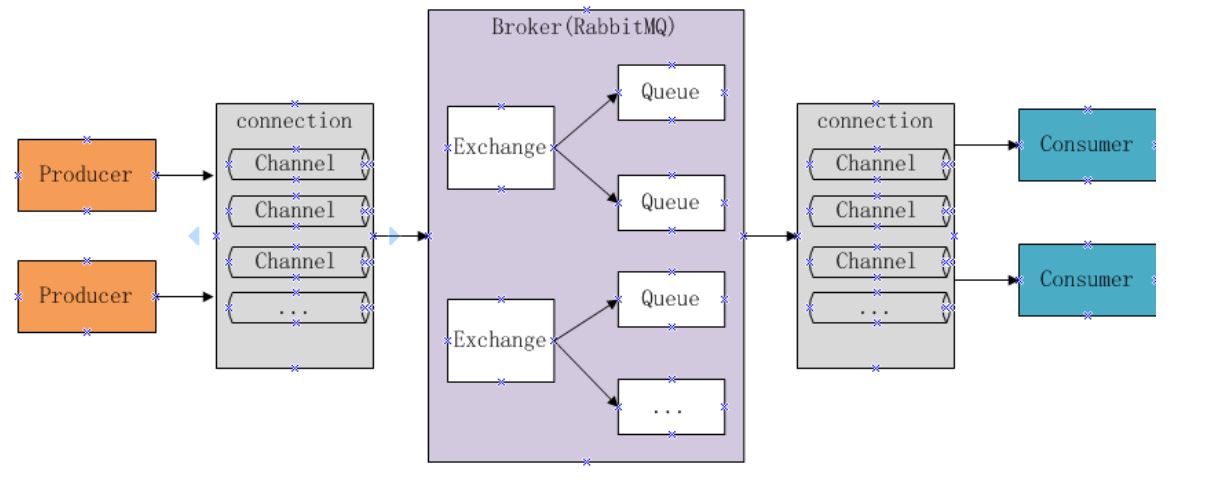 Broker(RabbitMQ)
Producer
Producer
connection
Channel
Channel
Channel
...
Exchange
Queue
Queue
Exchange
Queue
...
connection
Channel
Channel
Channel
...
Consumer
Consumer